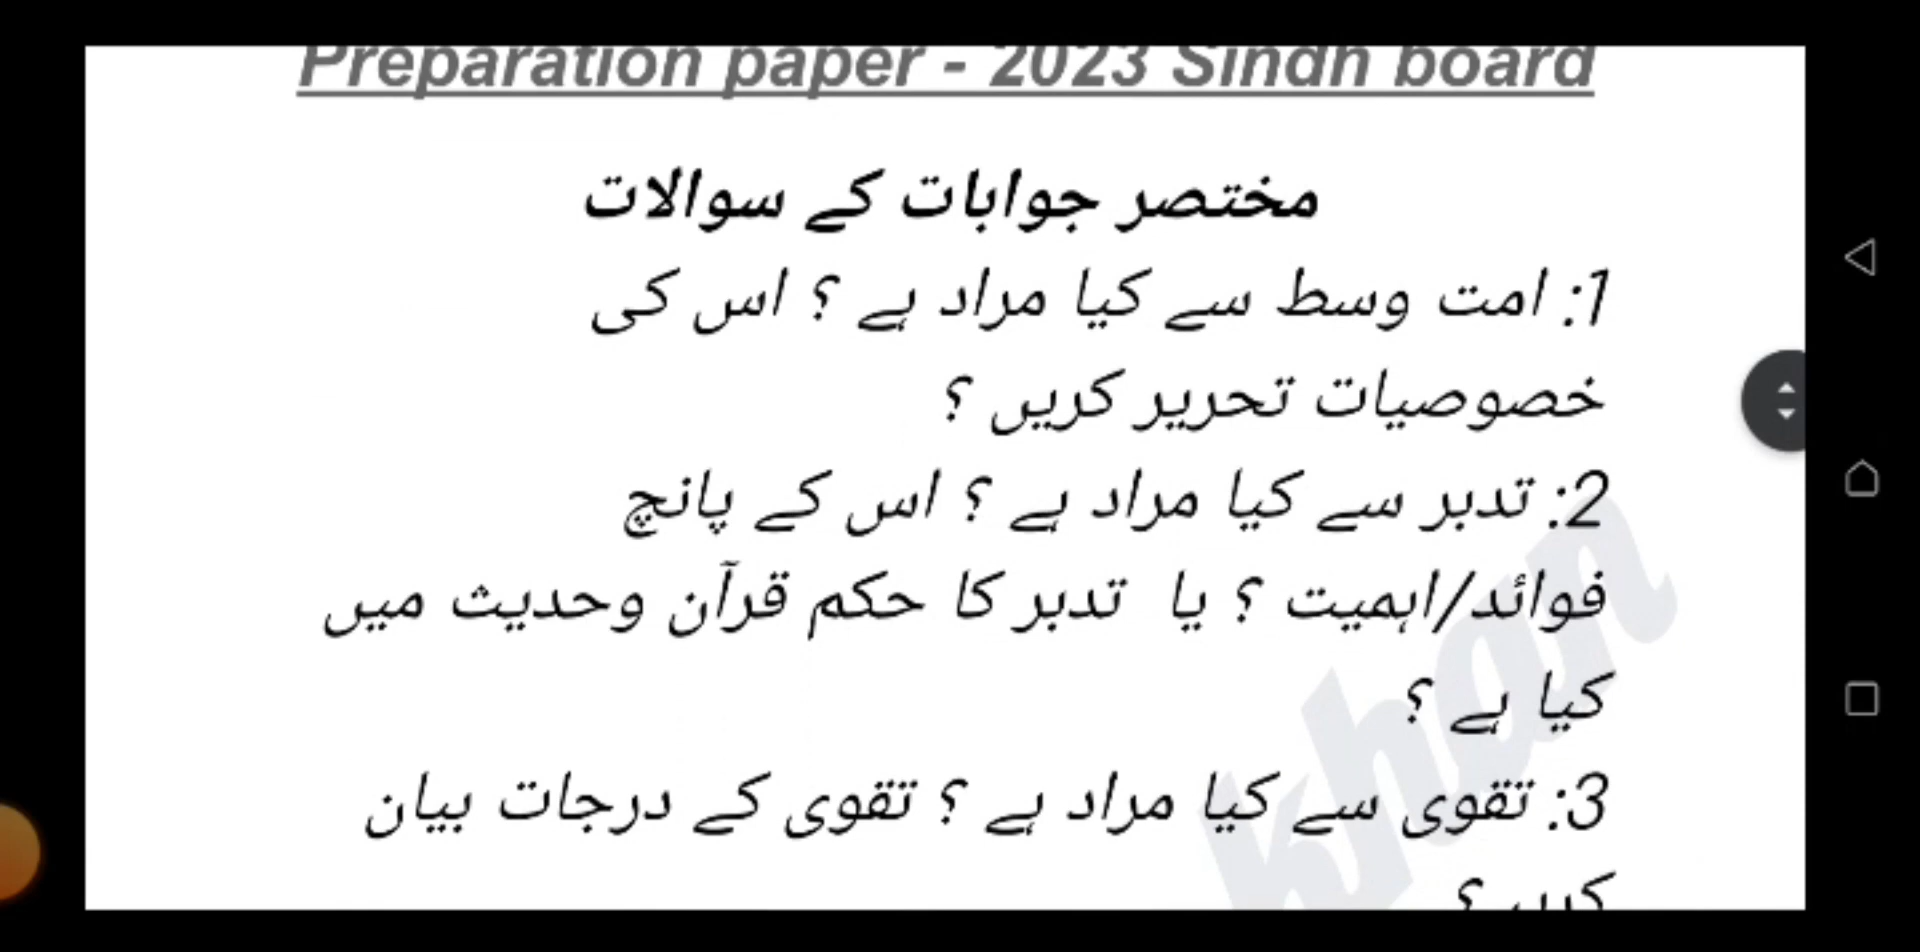 Preparation paper - 2023 Sindh board
مختصر جوابات کے سوالات
1: امت وسط سے کیا مراد ہے ؟ اس کی
خصوصیات تحریر کریں ؟
2: تدبر سے کیا مراد ہے ؟ اس کے پانچ
فوائد/اہمیت ؟ یا تدبر کا حکم قرآن وحدیث میں
کیا ہے ؟
3: تقوی سے کیا مراد ہے ؟ تقوی کے درجات بیان
کریں ؟
khan